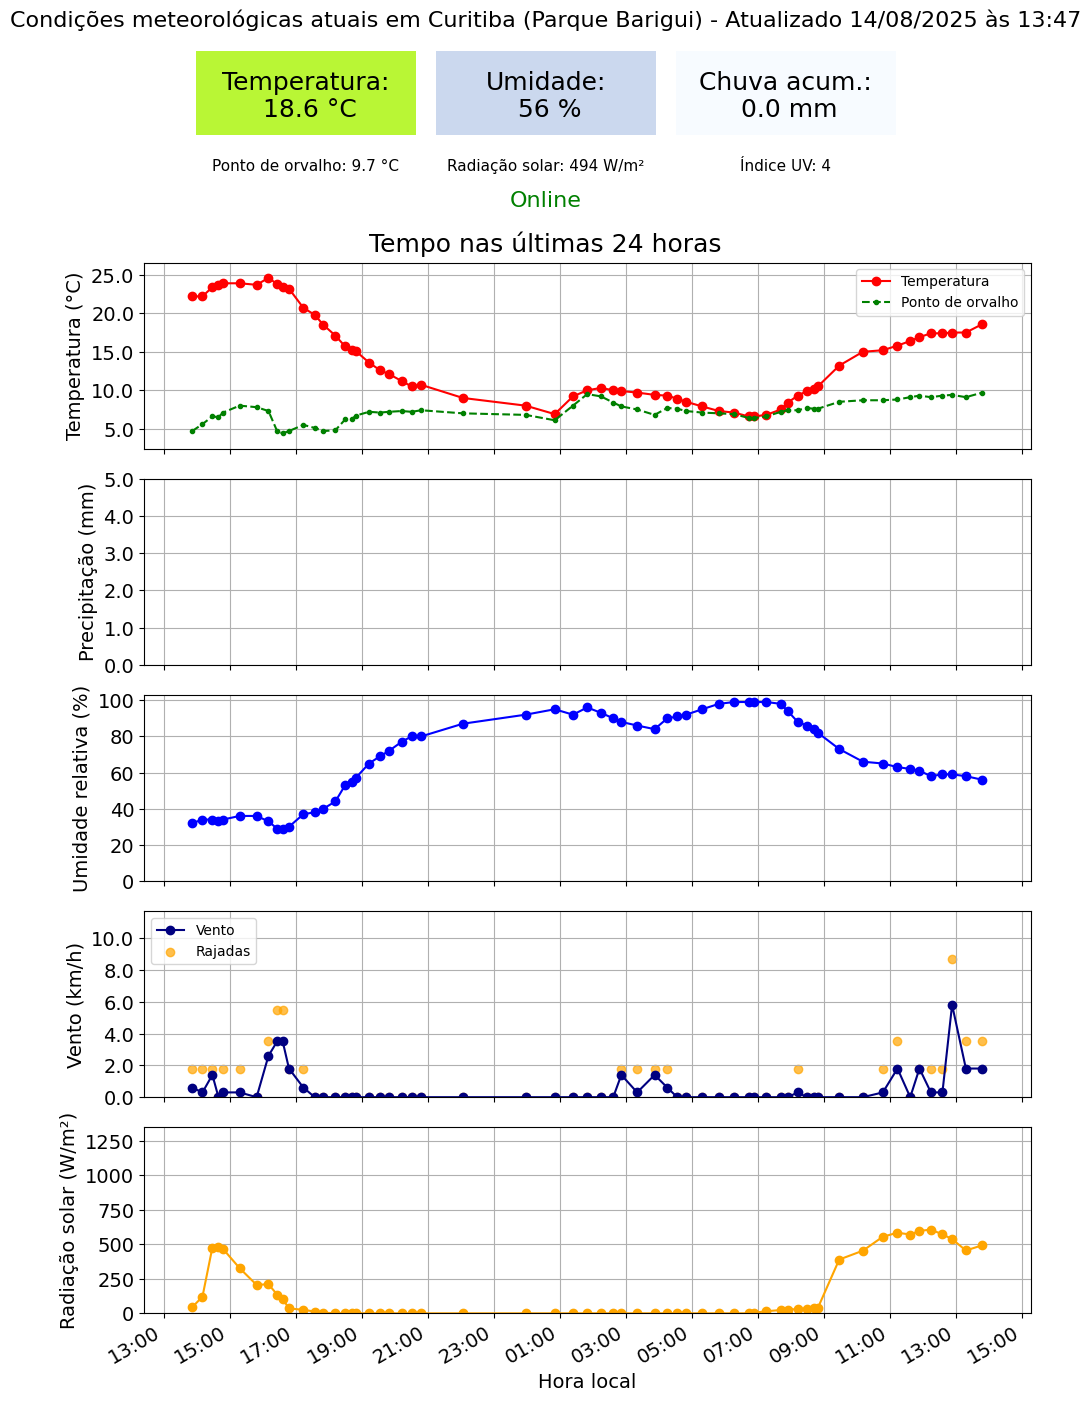 Condições meteorológicas atuais em Curitiba (Parque Barigui) - Atualizado 14/08/2025 às 13:47
Temperatura:
18.6 °C
Umidade:
56 %
Chuva acum.:
0.0 mm
Ponto de orvalho: 9.7 °C
Radiação solar: 494 W/m²
Índice UV: 4
Online
Tempo nas últimas 24 horas
Temperatura (°C)
25.0
20.0
15.0
10.0
5.0
Temperatura
Ponto de orvalho
Precipitação (mm)
5.0
4.0
3.0
2.0
1.0
0.0
Umidade relativa (%)
100
80
60
40
20
0
Vento (km/h)
10.0
8.0
6.0
4.0
2.0
0.0
Vento
Rajadas
Radiação solar (W/m²)
1250
1000
750
500
250
0
13:00
15:00
17:00
19:00
21:00
23:00
01:00
03:00
05:00
07:00
09:00
11:00
13:00
15:00
Hora local